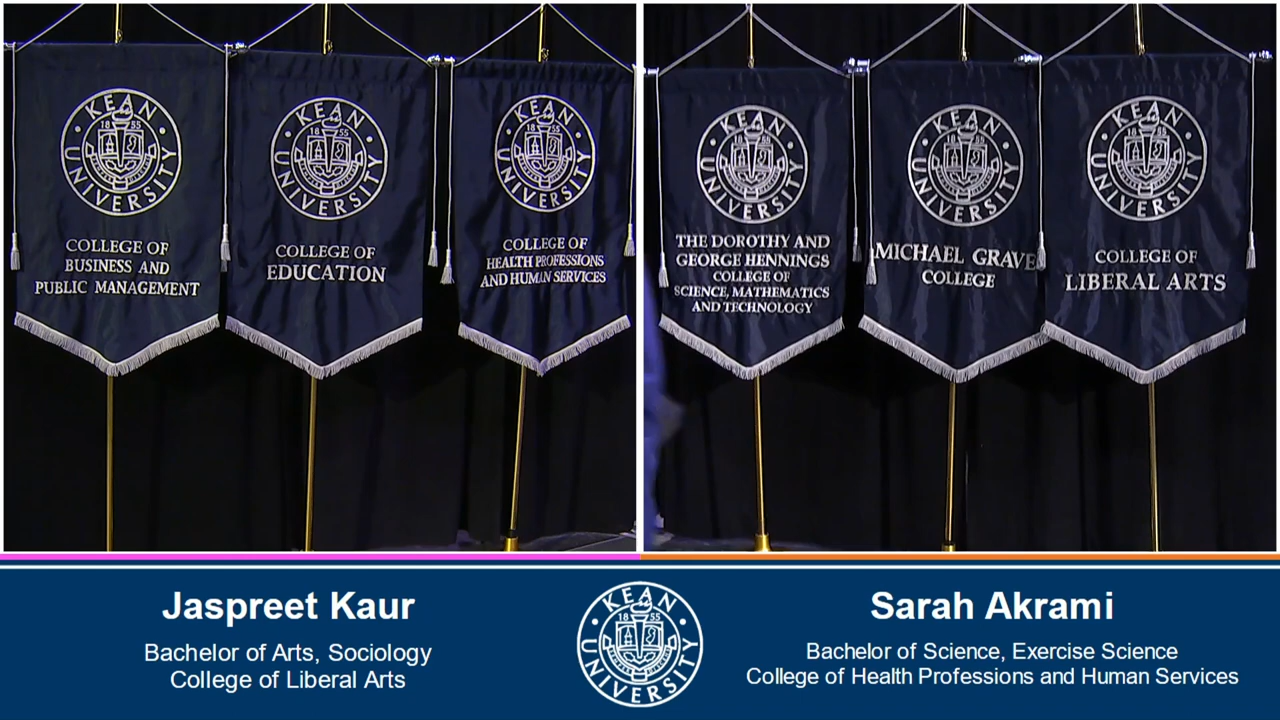 KEAN UNIVERSITY
1855
COLLEGE OF
BUSINESS AND
PUBLIC MANAGEMENT
KEAN UNIVERSITY
1855
COLLEGE OF
EDUCATION
KEAN UNIVERSITY
1855
COLLEGE OF
HEALTH PROFESSIONS
AND HUMAN SERVICES
KEAN UNIVERSITY
1855
THE DOROTHY AND
GEORGE HENNINGS
COLLEGE OF
SCIENCE, MATHEMATICS
AND TECHNOLOGY
KEAN UNIVERSITY
1855
MICHAEL GRAVE
COLLEGE
KEAN UNIVERSITY
1855
COLLEGE OF
LIBERAL ARTS
Jaspreet Kaur
Bachelor of Arts, Sociology
College of Liberal Arts
KEAN UNIVERSITY
1855
Sarah Akrami
Bachelor of Science, Exercise Science
College of Health Professions and Human Services